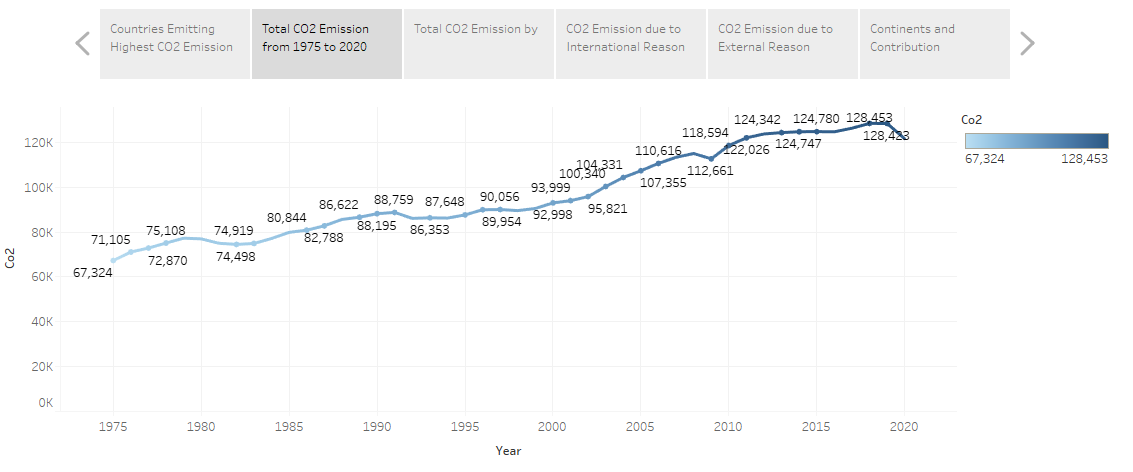 Countries Emitting
Highest CO2 Emission
Total CO2 Emission
from 1975 to 2020
Total CO2 Emission by
CO2 Emission due to
International Reason
CO2 Emission due to
External Reason
Continents and
Contribution
Co2
67,324
128,453
Co2
120K
100K
80K
60K
40K
20K
0K
67,324
71,105
72,870
75,108
74,919
74,498
80,844
82,788
86,622
88,195
88,759
86,353
87,648
90,056
89,954
93,999
92,998
95,821
100,340
104,331
107,355
110,616
112,661
118,594
122,026
124,342
124,747
124,780
128,453
128,423
1975
1980
1985
1990
1995
2000
2005
2010
2015
2020
Year